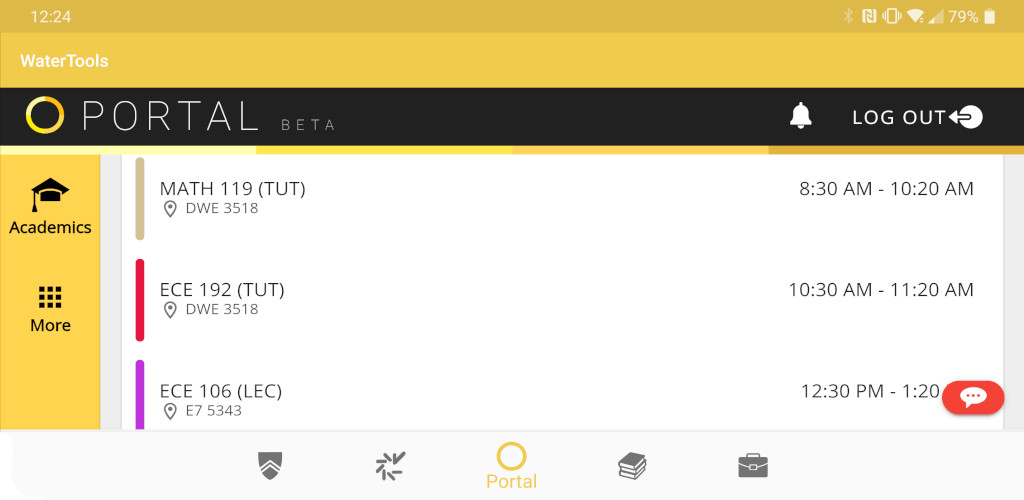 12:24
79%
WaterTools
PORTAL BETA
LOG OUT
Academics
More
MATH 119 (TUT)
8:30 AM - 10:20 AM
DWE 3518
ECE 192 (TUT)
10:30 AM - 11:20 AM
DWE 3518
ECE 106 (LEC)
12:30 PM - 1:20
E7 5343
Portal